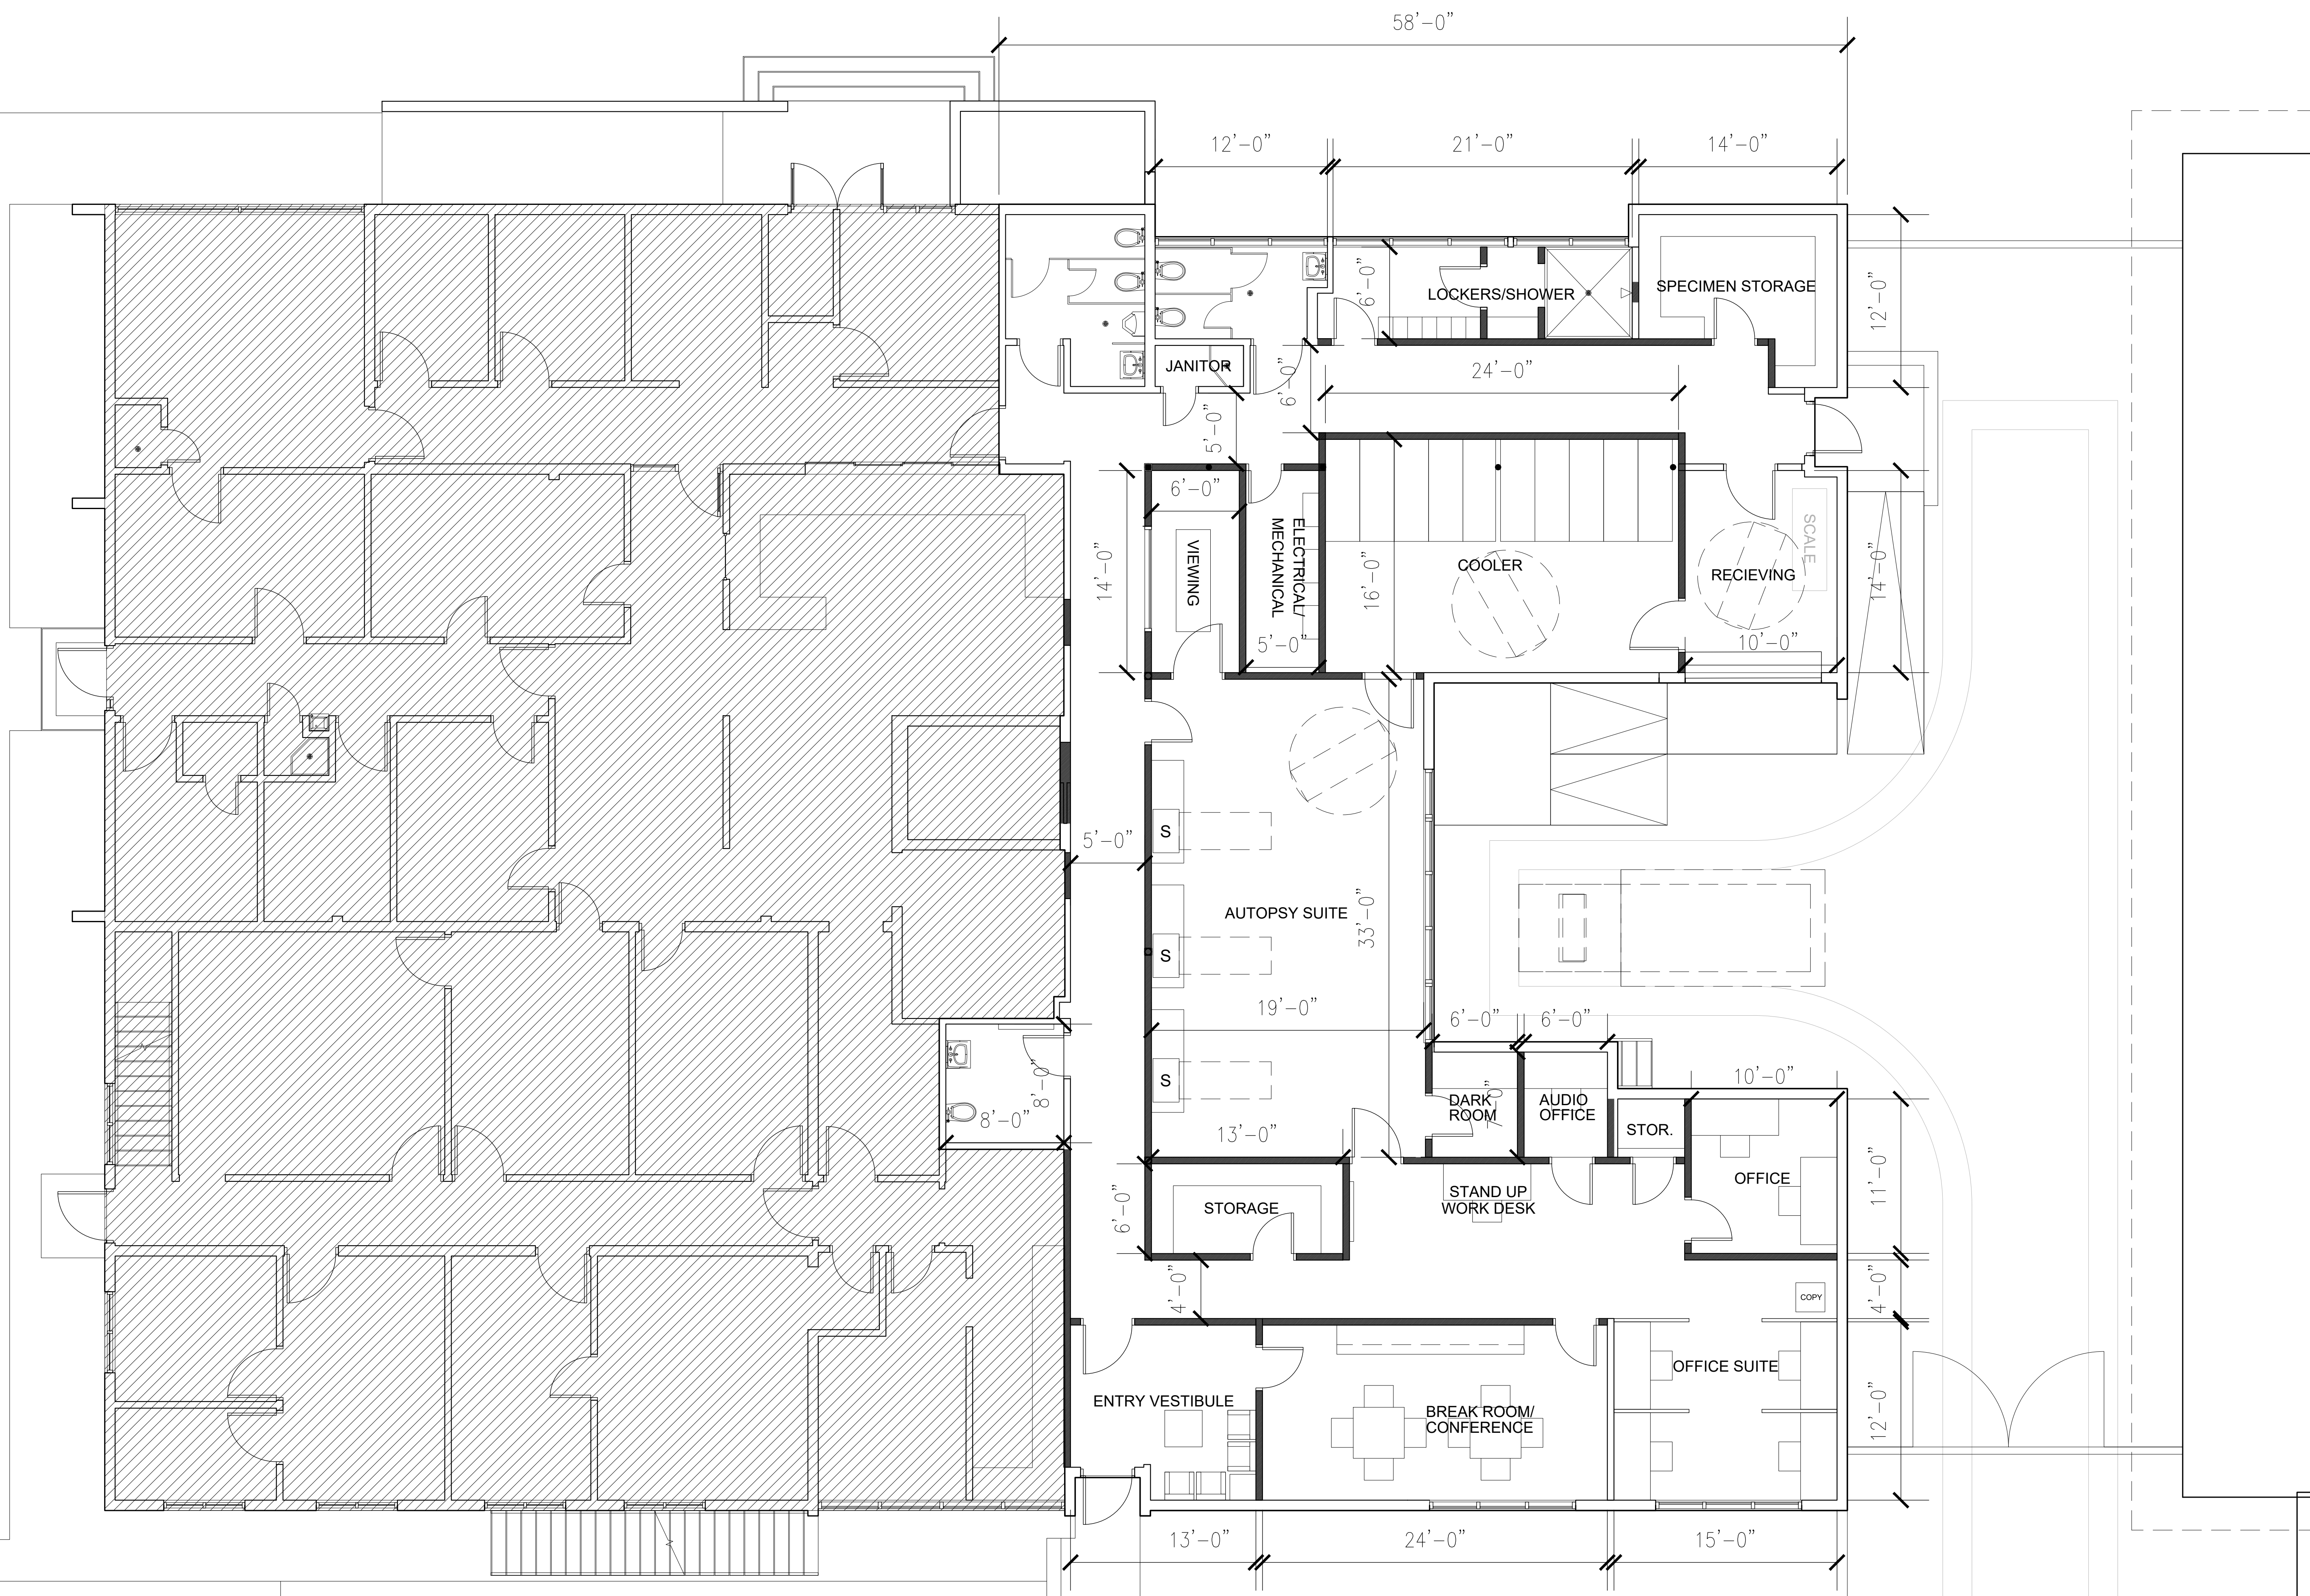 58'-0"
12'-0"
21'-0"
14'-0"
6'-0"
LOCKERS/SHOWER
SPECIMEN STORAGE
12'-0"
JANITOR
6'-0"
24'-0"
5'-0"
6'-0"
14'-0"
VIEWING
ELECTRICAL/
MECHANICAL
5'-0"
16'-0"
COOLER
RECIEVING
SCALE
14'-0"
10'-0"
S
5'-0"
AUTOPSY SUITE
33'-0"
S
19'-0"
6'-0"
6'-0"
8'-0"
8'-0"
S
13'-0"
DARK
ROOM
AUDIO
OFFICE
10'-0"
STOR.
OFFICE
11'-0"
6'-0"
STORAGE
STAND UP
WORK DESK
4'-0"
COPY
4'-0"
OFFICE SUITE
ENTRY VESTIBULE
BREAK ROOM/
CONFERENCE
12'-0"
13'-0"
24'-0"
15'-0"